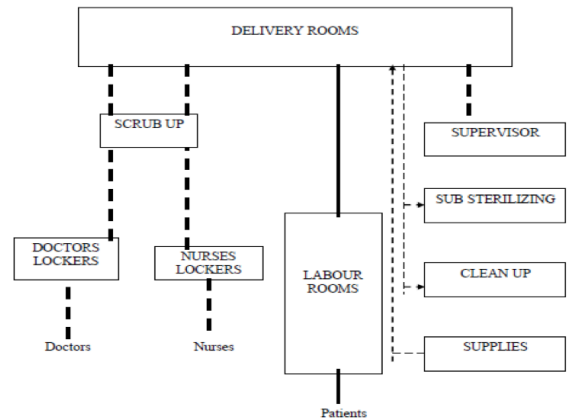 DELIVERY ROOMS
SCRUB UP
SUPERVISOR
SUB STERILIZING
DOCTORS
LOCKERS
NURSES
LOCKERS
LABOUR
ROOMS
CLEAN UP
SUPPLIES
Doctors
Nurses
Patients